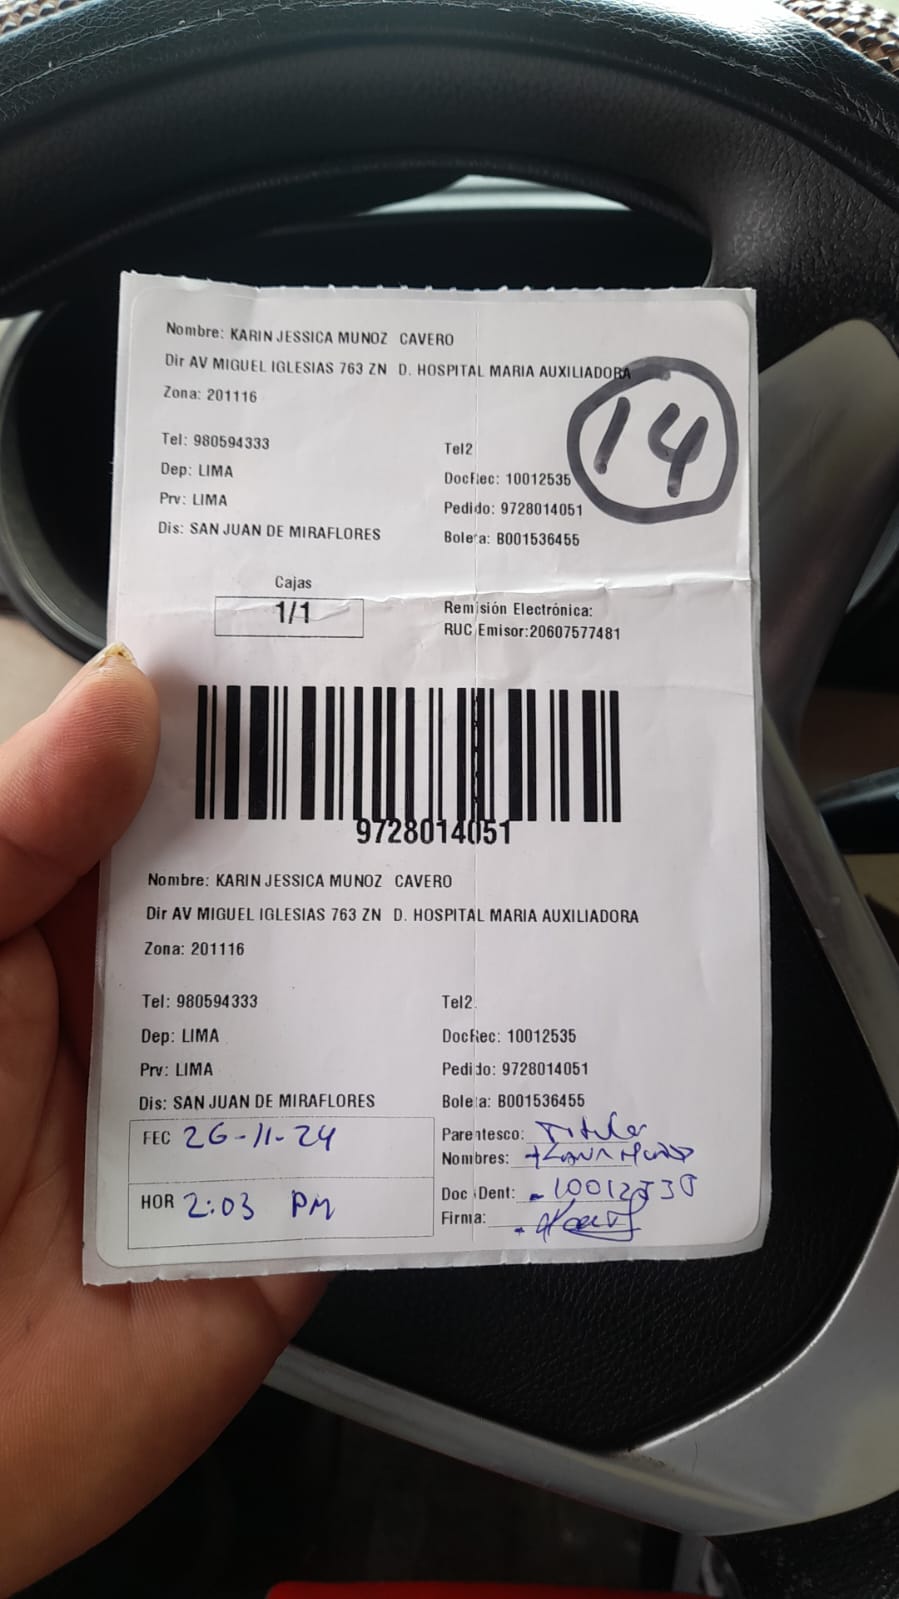 Nombre: KARIN JESSICA MUNOZ CAVERO
Dir AV MIGUEL IGLESIAS 763 ZN D. HOSPITAL MARIA AUXILIADORA
Zona: 201116
14
Tel: 980594333
Tel2
Dep: LIMA
DocRec: 10012535
Prv: LIMA
Pedido: 9728014051
Dis: SAN JUAN DE MIRAFLORES
Boleta: B001536455
Cajas
1/1
Remisión Electrónica:
RUC Emisor:20607577481
9728014051
Nombre: KARIN JESSICA MUNOZ CAVERO
Dir AV MIGUEL IGLESIAS 763 ZN D. HOSPITAL MARIA AUXILIADORA
Zona: 201116
Tel: 980594333
Tel2
Dep: LIMA
DocRec: 10012535
Prv: LIMA
Pedido: 9728014051
Dis: SAN JUAN DE MIRAFLORES
Boleta: B001536455
FEC 26-11-24
Parentesco: Titular
Nombres:
HOR 2:03 PM
Doc Dent:
Firma: